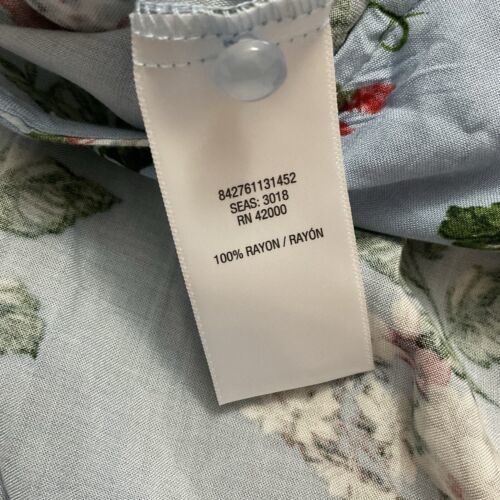 842761131452
SEAS: 3018
RN 42000
100% RAYON / RAYÓN